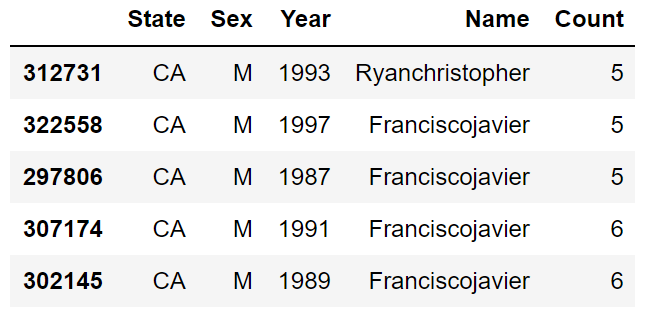 State Sex Year Name Count
312731 CA M 1993 Ryanchristopher 5
322558 CA M 1997 Franciscojavier 5
297806 CA M 1987 Franciscojavier 5
307174 CA M 1991 Franciscojavier 6
302145 CA M 1989 Franciscojavier 6